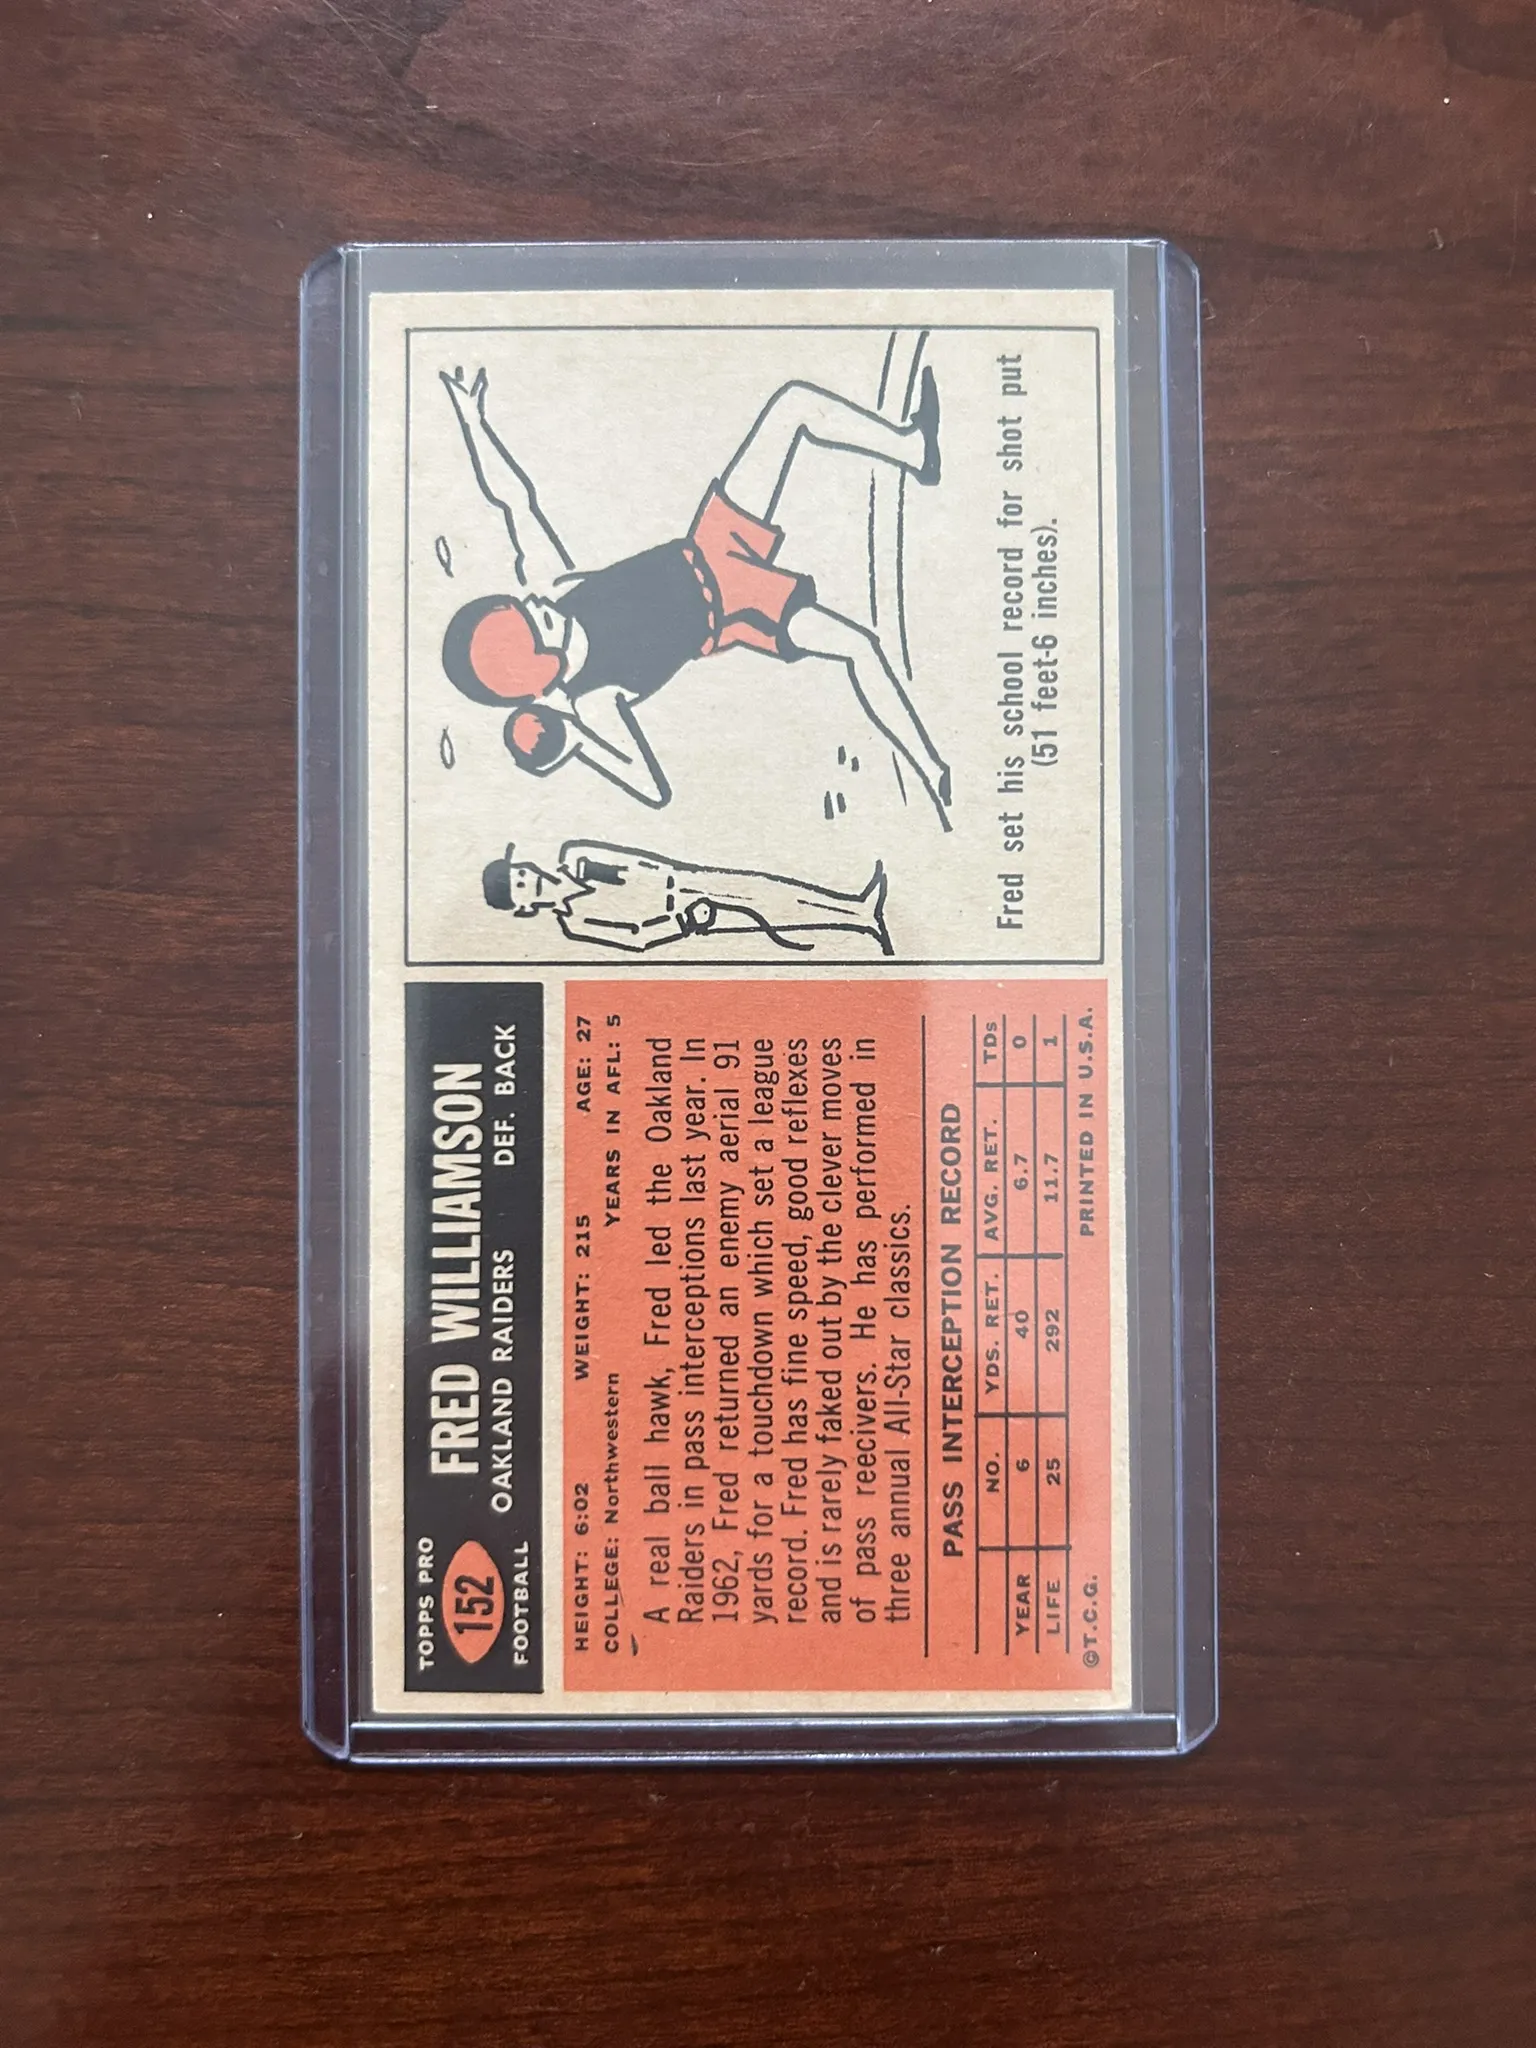 TOPPS PRO
152
FOOTBALL
FRED WILLIAMSON
OAKLAND RAIDERS DEF. BACK
HEIGHT: 6:02 WEIGHT: 215 AGE: 27
COLLEGE: Northwestern YEARS IN AFL: 5
A real ball hawk, Fred led the Oakland
Raiders in pass interceptions last year. In
1962, Fred returned an enemy aerial 91
yards for a touchdown which set a league
record. Fred has fine speed, good reflexes
and is rarely faked out by the clever moves
of pass reecivers. He has performed in
three annual All-Star classics.
PASS INTERCEPTION RECORD
NO. YDS. RET. AVG. RET. TDs
YEAR 6 40 6.7 0
LIFE 25 292 11.7 1
©T.C.G. PRINTED IN U.S.A.
Fred set his school record for shot put
(51 feet-6 inches).